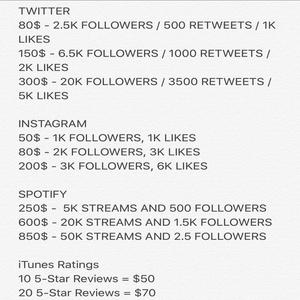 TWITTER
80$ - 2.5K FOLLOWERS / 500 RETWEETS / 1K
LIKES
150$ - 6.5K FOLLOWERS / 1000 RETWEETS /
2K LIKES
300$ - 20K FOLLOWERS / 3500 RETWEETS /
5K LIKES
INSTAGRAM
50$ - 1K FOLLOWERS, 1K LIKES
80$ - 2K FOLLOWERS, 3K LIKES
200$ - 3K FOLLOWERS, 6K LIKES
SPOTIFY
250$ - 5K STREAMS AND 500 FOLLOWERS
600$ - 20K STREAMS AND 1.5K FOLLOWERS
850$ - 50K STREAMS AND 2.5 FOLLOWERS
iTunes Ratings
10 5-Star Reviews = $50
20 5-Star Reviews = $70